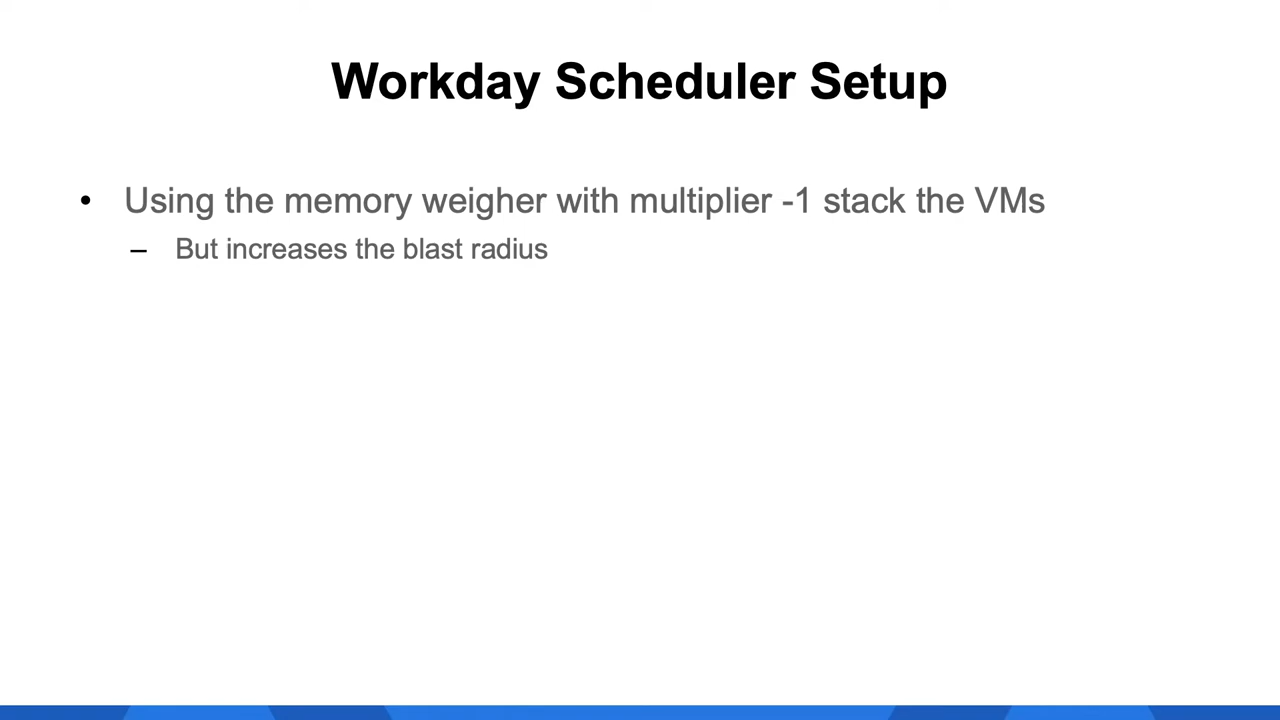 Workday Scheduler Setup
• Using the memory weigher with multiplier -1 stack the VMs
– But increases the blast radius